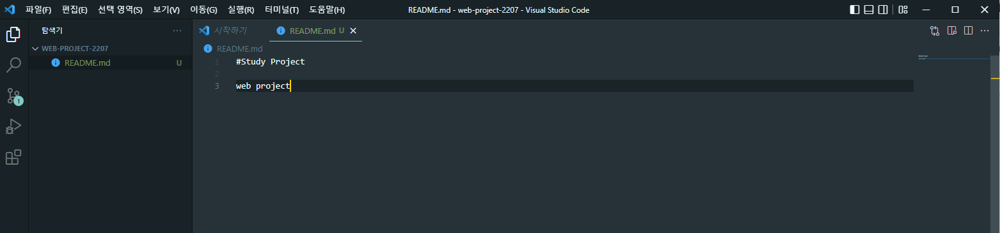 파일(F) 편집(E) 선택 영역(S) 보기(V) 이동(G) 실행(R) 터미널(T) 도움말(H) README.md - web-project-2207 - Visual Studio Code
탐색기
시작하기 README.md U
WEB-PROJECT-2207
README.md U
README.md
1 #Study Project
2
3 web project
1